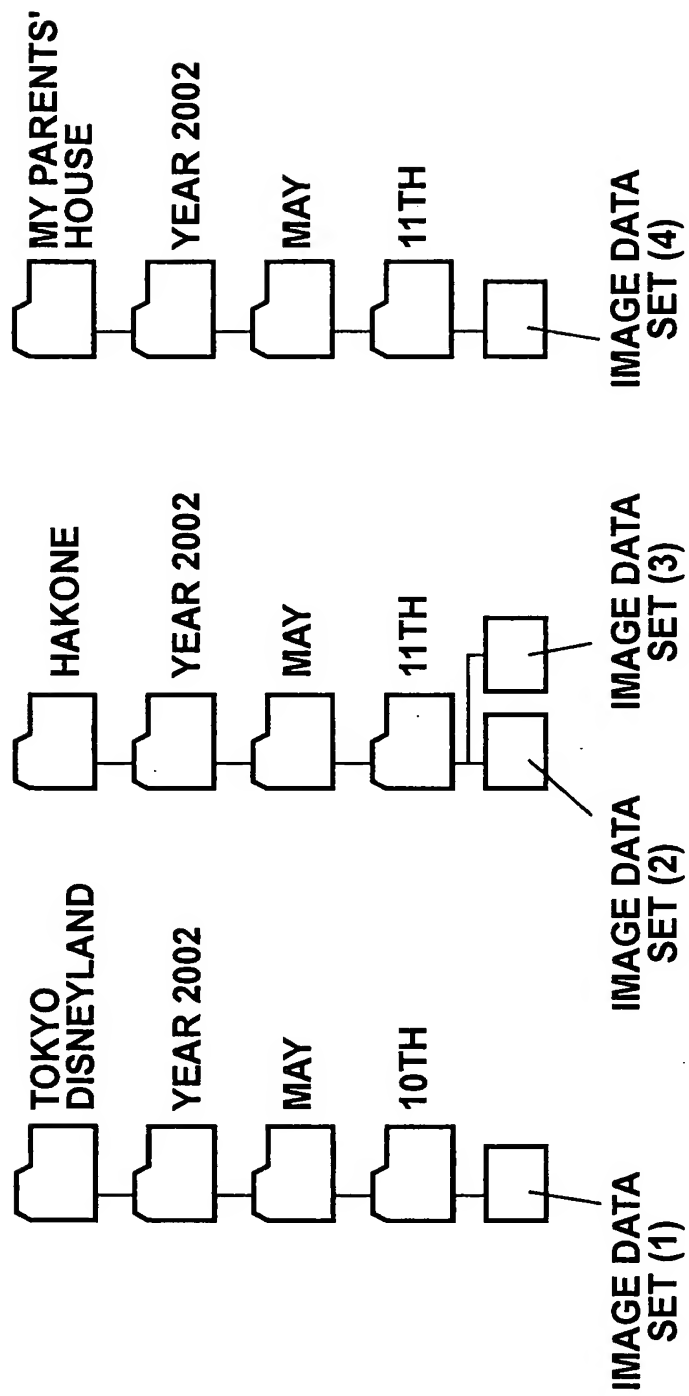 TOKYO
DISNEYLAND
YEAR 2002
MAY
10TH
IMAGE DATA
SET (1)
HAKONE
YEAR 2002
MAY
11TH
IMAGE DATA
SET (2)
IMAGE DATA
SET (3)
MY PARENTS'
HOUSE
YEAR 2002
MAY
11TH
IMAGE DATA
SET (4)